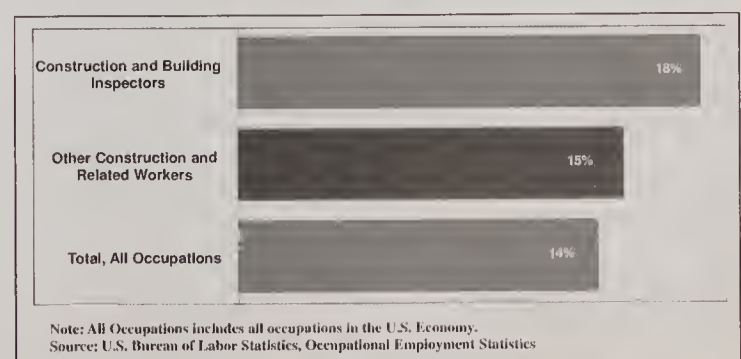 Construction and Building
Inspectors
18%
Other Construction and
Related Workers
15%
Total, All Occupations
14%
Note: All Occupations includes all occupations in the U.S. Economy.
Source: U.S. Bureau of Labor Statistics, Occupational Employment Statistics